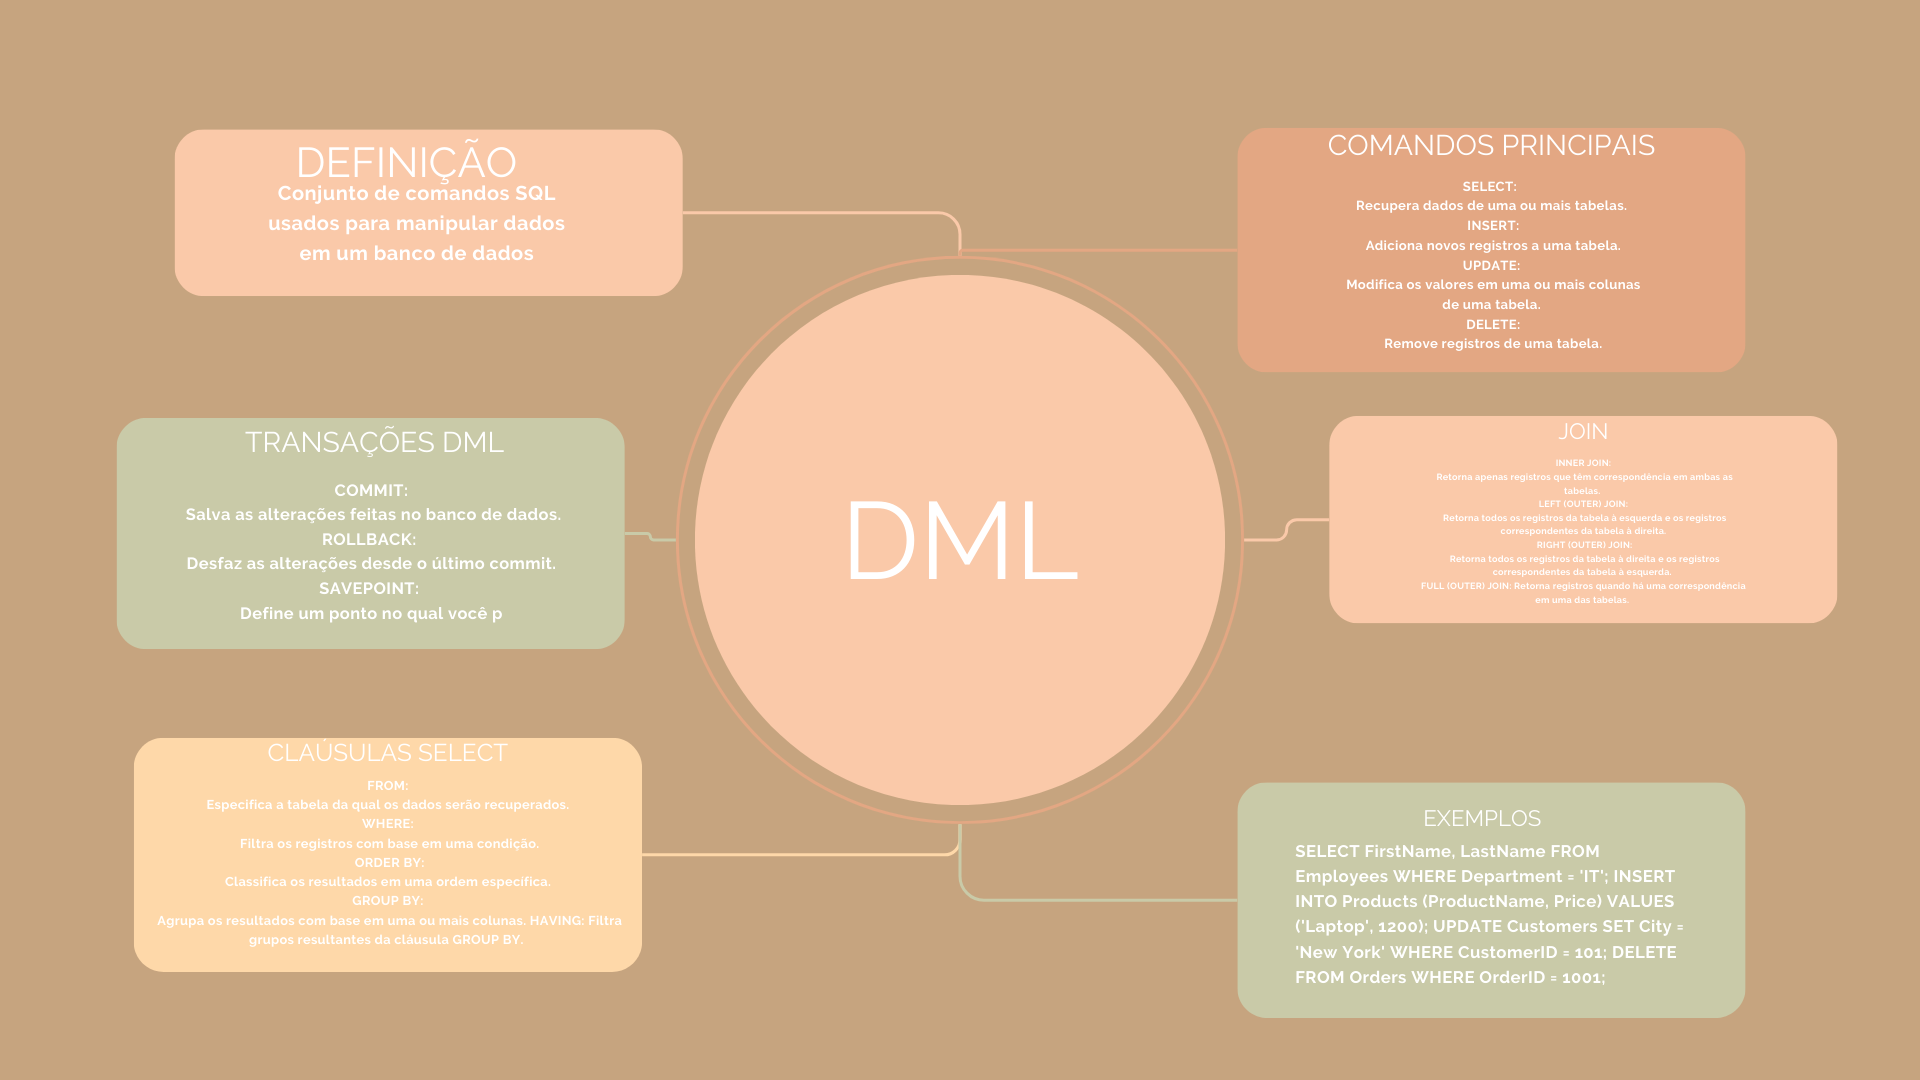 DEFINIÇÃO
Conjunto de comandos SQL
usados para manipular dados
em um banco de dados
COMANDOS PRINCIPAIS
SELECT:
Recupera dados de uma ou mais tabelas.
INSERT:
Adiciona novos registros a uma tabela.
UPDATE:
Modifica os valores em uma ou mais colunas
de uma tabela.
DELETE:
Remove registros de uma tabela.
TRANSAÇÕES DML
COMMIT:
Salva as alterações feitas no banco de dados.
ROLLBACK:
Desfaz as alterações desde o último commit.
SAVEPOINT:
Define um ponto no qual você p
DML
JOIN
INNER JOIN:
Retorna apenas registros que têm correspondência em ambas as
tabelas.
LEFT (OUTER) JOIN:
Retorna todos os registros da tabela à esquerda e os registros
correspondentes da tabela à direita.
RIGHT (OUTER) JOIN:
Retorna todos os registros da tabela à direita e os registros
correspondentes da tabela à esquerda.
FULL (OUTER) JOIN: Retorna registros quando há uma correspondência
em uma das tabelas.
CLAÚSULAS SELECT
FROM:
Especifica a tabela da qual os dados serão recuperados.
WHERE:
Filtra os registros com base em uma condição.
ORDER BY:
Classifica os resultados em uma ordem específica.
GROUP BY:
Agrupa os resultados com base em uma ou mais colunas. HAVING: Filtra
grupos resultantes da cláusula GROUP BY.
EXEMPLOS
SELECT FirstName, LastName FROM
Employees WHERE Department = 'IT'; INSERT
INTO Products (ProductName, Price) VALUES
('Laptop', 1200); UPDATE Customers SET City =
'New York' WHERE CustomerID = 101; DELETE
FROM Orders WHERE OrderID = 1001;